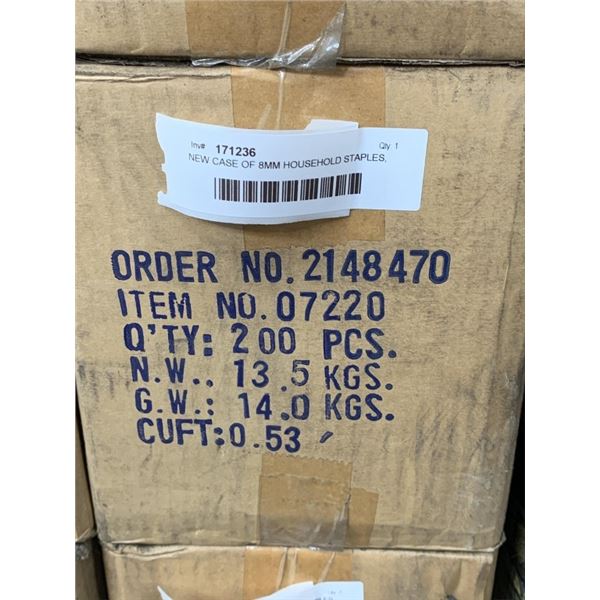 Inv# 171236 Qty 1
NEW CASE OF 8MM HOUSEHOLD STAPLES,
ORDER NO. 2148470
ITEM NO. 07220
Q'TY: 200 PCS.
N.W.: 13.5 KGS.
G.W.: 14.0 KGS.
CUFT: 0.53